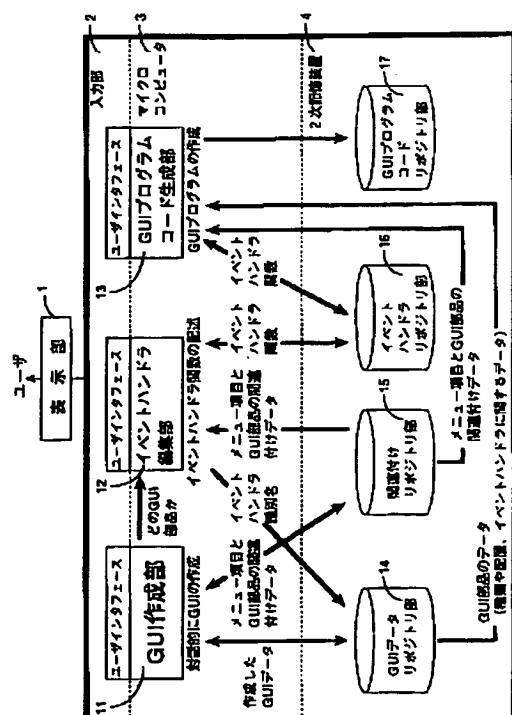 ユーザ
表示部
1
2
入力部
3
マイクロ
コンピュータ
4
2次記憶装置
11
ユーザインタフェース
GUI作成部
対話的にGUIの作成
どのGUI
部品か
12
ユーザインタフェース
イベントハンドラ
編集部
イベントハンドラ関数の記述
13
ユーザインタフェース
GUIプログラム
コード生成部
GUIプログラムの作成
作成した
GUIデータ
メニュー項目と
GUI部品の関連
付けデータ
イベント
ハンドラ
識別名
メニュー項目と
GUI部品の関連
付けデータ
イベント
ハンドラ
関数
イベント
ハンドラ
関数
14
GUIデータ
リポジトリ部
15
関連付け
リポジトリ部
16
イベント
ハンドラ
リポジトリ部
17
GUIプログラム
コード
リポジトリ部
メニュー項目とGUI部品の
関連付けデータ
GUI部品のデータ
(種類や配置、イベントハンドラに関するデータ)